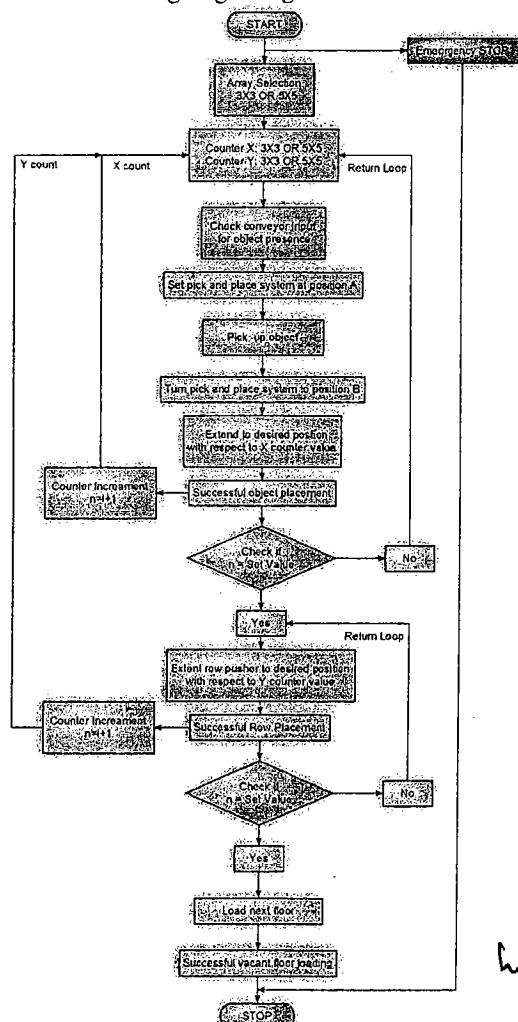 START
Emergency STOP
Array Selection
3X3 OR 5X5
Y count
X count
Counter X: 3X3 OR 5X5
Counter Y: 3X3 OR 5X5
Return Loop
Check conveyor input
for object presence
Set pick and place system at position A
Pick-up object
Turn pick and place system to position B
Extend to desired position
with respect to X counter value
Counter Increament
n=i+1
Successful object placement
Check if
n = Set Value
No
Yes
Return Loop
Extent row pusher to desired position
with respect to Y counter value
Counter Increament
n=i+1
Successful Row Placement
Check if
n = Set Value
No
Yes
Load next floor
Successful vacant floor loading
STOP